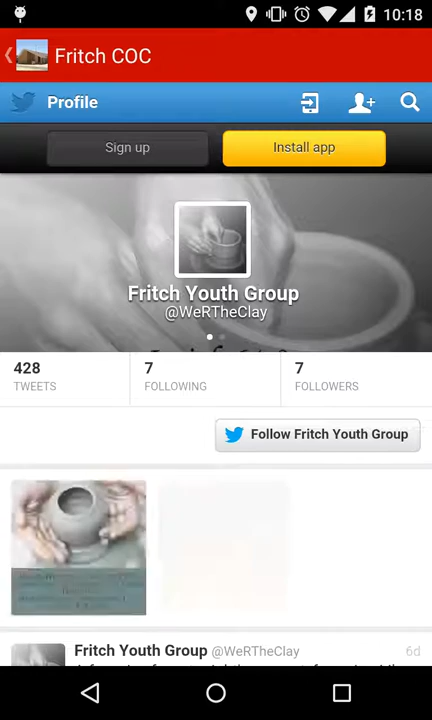 10:18
Fritch COC
Profile
Sign up
Install app
Fritch Youth Group
@WeRTheClay
428
TWEETS
7
FOLLOWING
7
FOLLOWERS
Follow Fritch Youth Group
Fritch Youth Group @WeRTheClay
6d